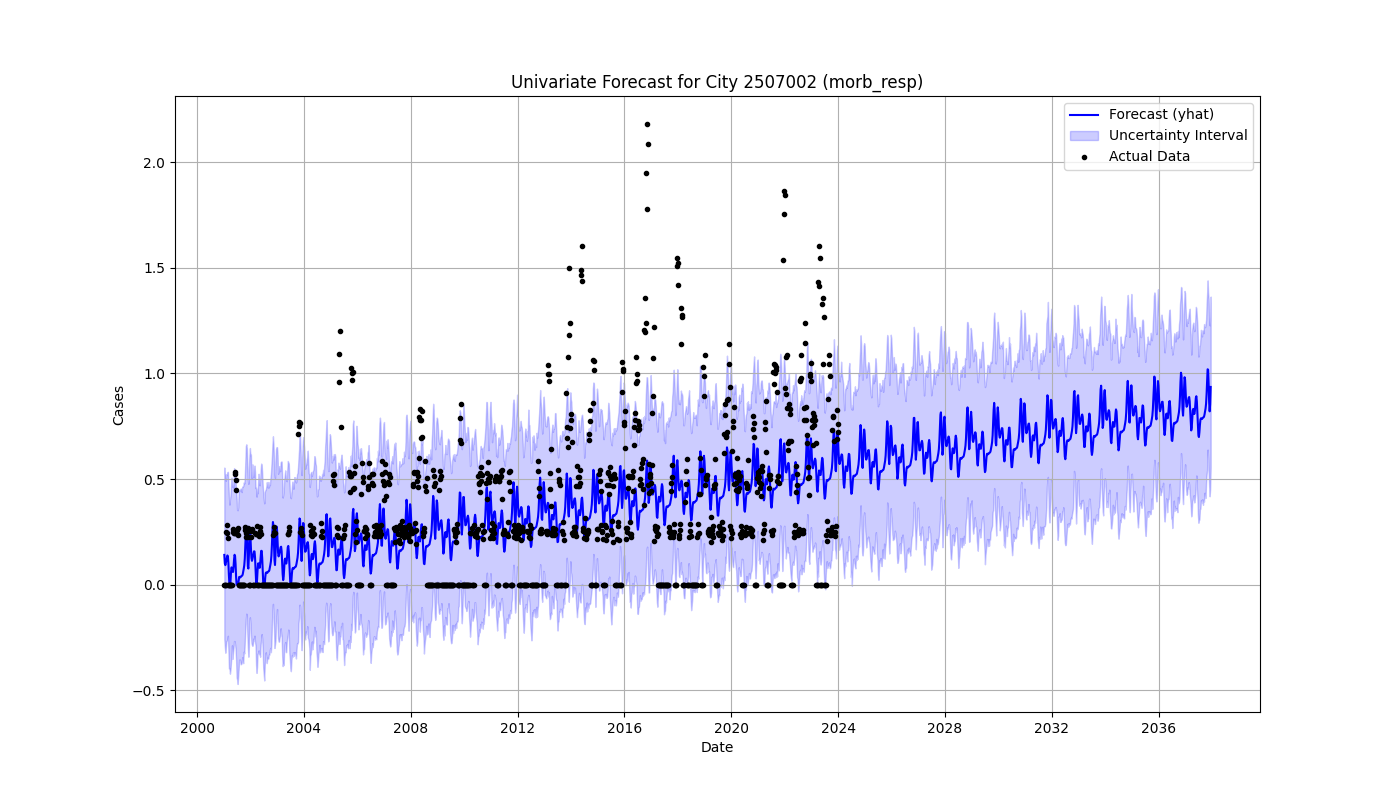 Univariate Forecast for City 2507002 (morb_resp)
Forecast (yhat)
Uncertainty Interval
Actual Data
Cases
2.0
1.5
1.0
0.5
0.0
−0.5
2000 2004 2008 2012 2016 2020 2024 2028 2032 2036
Date